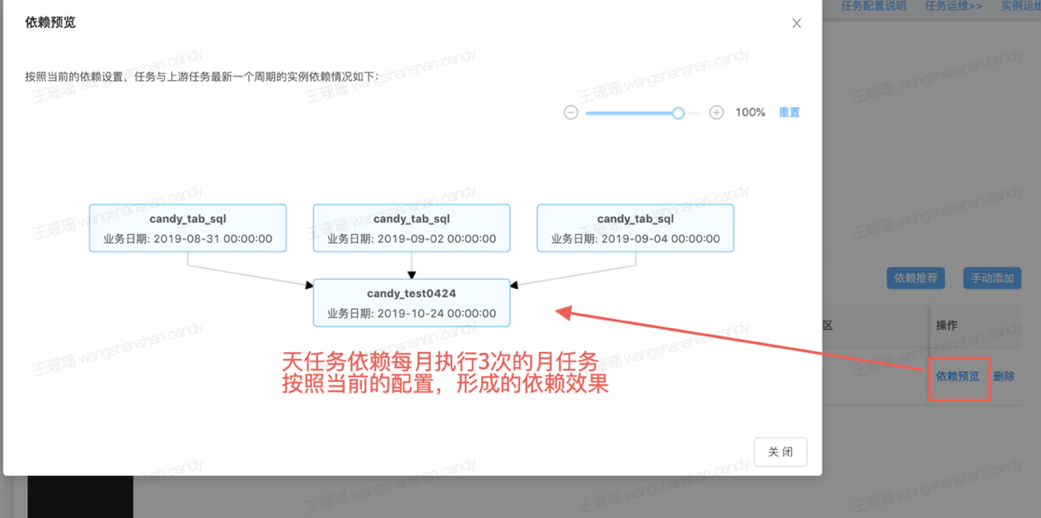 依赖预览
任务配置说明 任务运维>> 实例运维
按照当前的依赖设置，任务与上游任务最新一个周期的实例依赖情况如下：
100% 重置
candy_tab_sql
业务日期: 2019-08-31 00:00:00
candy_tab_sql
业务日期: 2019-09-02 00:00:00
candy_tab_sql
业务日期: 2019-09-04 00:00:00
candy_test0424
业务日期: 2019-10-24 00:00:00
依赖推荐 手动添加
区 操作
天任务依赖每月执行3次的月任务
按照当前的配置，形成的依赖效果
依赖预览 删除
关 闭
王珊珊 wangshanshan.candy